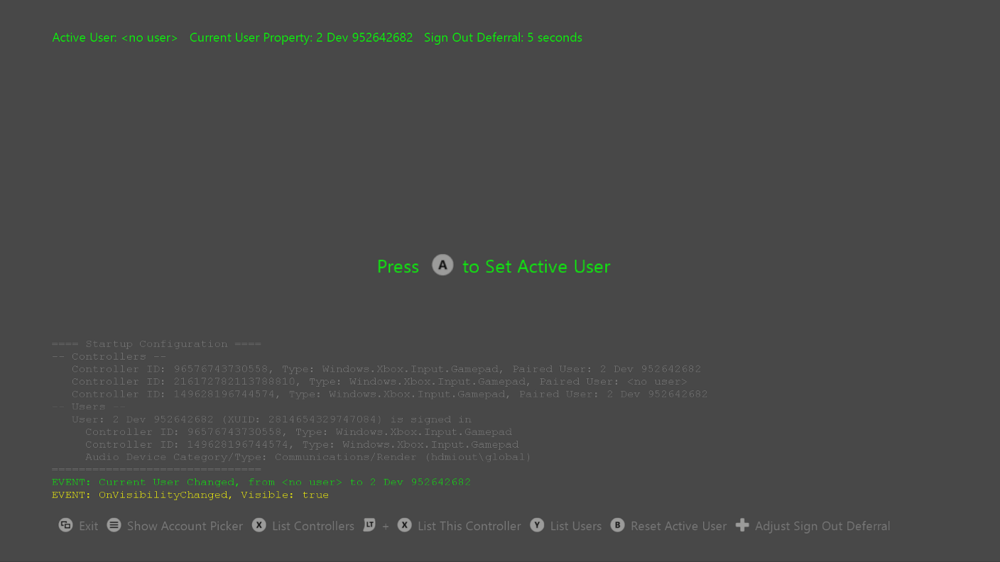 Active User: <no user> Current User Property: 2 Dev 952642682 Sign Out Deferral: 5 seconds
Press A to Set Active User
==== Startup Configuration ====
-- Controllers --
Controller ID: 96576743730558, Type: Windows.Xbox.Input.Gamepad, Paired User: 2 Dev 952642682
Controller ID: 216172782113788810, Type: Windows.Xbox.Input.Gamepad, Paired User: <no user>
Controller ID: 149628196744574, Type: Windows.Xbox.Input.Gamepad, Paired User: 2 Dev 952642682
-- Users --
User: 2 Dev 952642682 (XUID: 2814654329747084) is signed in
Controller ID: 96576743730558, Type: Windows.Xbox.Input.Gamepad
Controller ID: 149628196744574, Type: Windows.Xbox.Input.Gamepad
Audio Device Category/Type: Communications/Render (hdmiout\global)
===============================
EVENT: Current User Changed, from <no user> to 2 Dev 952642682
EVENT: OnVisibilityChanged, Visible: true
Exit Show Account Picker X List Controllers LT + X List This Controller Y List Users B Reset Active User Adjust Sign Out Deferral